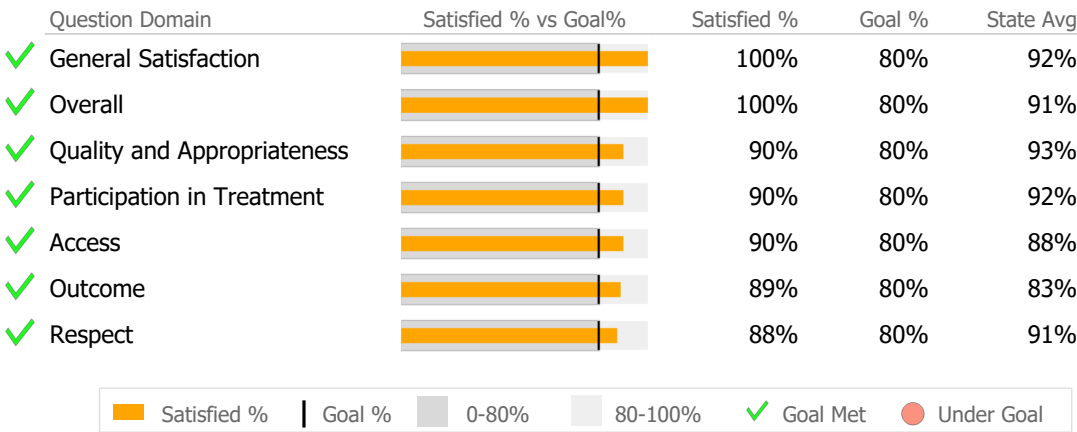 Question Domain Satisfied % vs Goal% Satisfied % Goal % State Avg
General Satisfaction 100% 80% 92%
Overall 100% 80% 91%
Quality and Appropriateness 90% 80% 93%
Participation in Treatment 90% 80% 92%
Access 90% 80% 88%
Outcome 89% 80% 83%
Respect 88% 80% 91%
Satisfied % Goal % 0-80% 80-100% Goal Met Under Goal